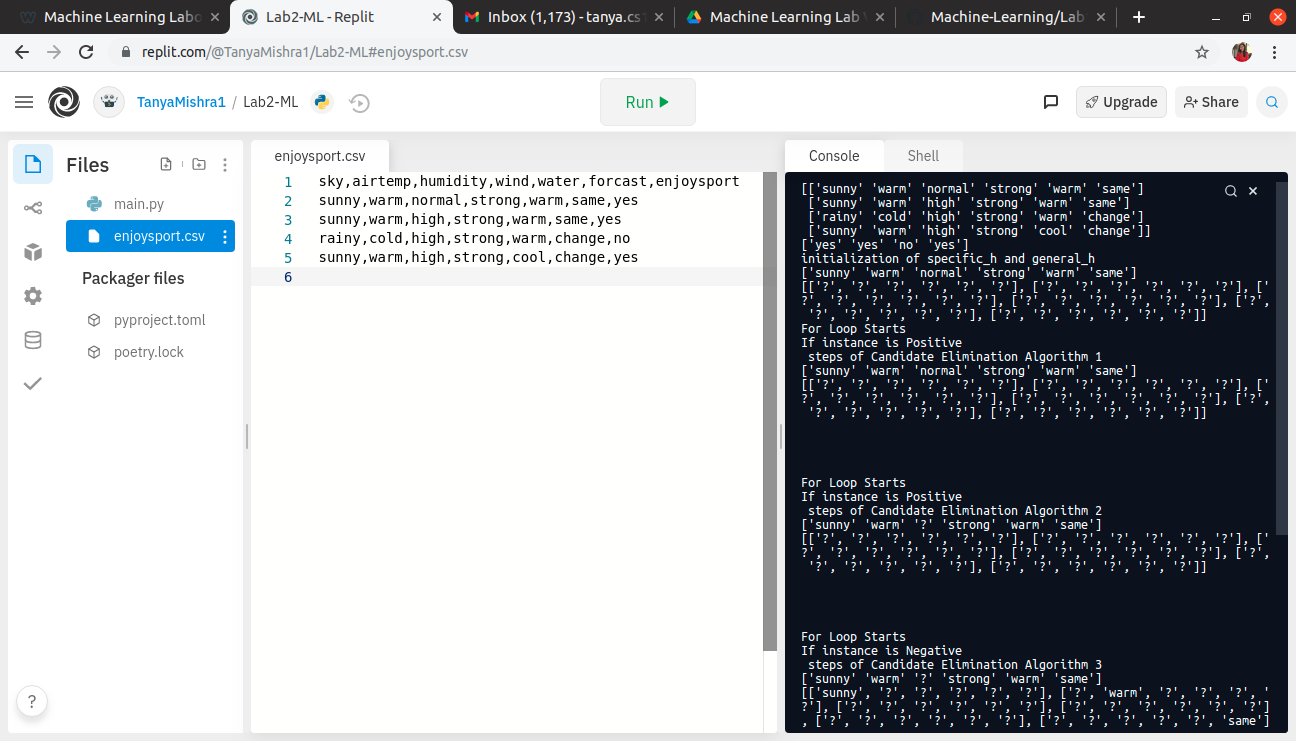 Machine Learning Labo
Lab2-ML - Replit
Inbox (1,173) - tanya.cs1
Machine Learning Lab
Machine-Learning/Lab
replit.com/@TanyaMishra1/Lab2-ML#enjoysport.csv
TanyaMishra1 / Lab2-ML
Run
Upgrade
Share
Files
main.py
enjoysport.csv
Packager files
pyproject.toml
poetry.lock
?
enjoysport.csv
1 sky,airtemp,humidity,wind,water,forcast,enjoysport
2 sunny,warm,normal,strong,warm,same,yes
3 sunny,warm,high,strong,warm,same,yes
4 rainy,cold,high,strong,warm,change,no
5 sunny,warm,high,strong,cool,change,yes
6
Console
Shell
[['sunny' 'warm' 'normal' 'strong' 'warm' 'same']
['sunny' 'warm' 'high' 'strong' 'warm' 'same']
['rainy' 'cold' 'high' 'strong' 'warm' 'change']
['sunny' 'warm' 'high' 'strong' 'cool' 'change']]
['yes' 'yes' 'no' 'yes']
initialization of specific_h and general_h
['sunny' 'warm' 'normal' 'strong' 'warm' 'same']
[['?', '?', '?', '?', '?', '?'], ['?', '?', '?', '?', '?', '?'], ['
?', '?', '?', '?', '?', '?'], ['?', '?', '?', '?', '?', '?'], ['?',
'?', '?', '?', '?', '?'], ['?', '?', '?', '?', '?', '?']]
For Loop Starts
If instance is Positive
steps of Candidate Elimination Algorithm 1
['sunny' 'warm' 'normal' 'strong' 'warm' 'same']
[['?', '?', '?', '?', '?', '?'], ['?', '?', '?', '?', '?', '?'], ['
?', '?', '?', '?', '?', '?'], ['?', '?', '?', '?', '?', '?'], ['?',
'?', '?', '?', '?', '?'], ['?', '?', '?', '?', '?', '?']]
For Loop Starts
If instance is Positive
steps of Candidate Elimination Algorithm 2
['sunny' 'warm' '?' 'strong' 'warm' 'same']
[['?', '?', '?', '?', '?', '?'], ['?', '?', '?', '?', '?', '?'], ['
?', '?', '?', '?', '?', '?'], ['?', '?', '?', '?', '?', '?'], ['?',
'?', '?', '?', '?', '?'], ['?', '?', '?', '?', '?', '?']]
For Loop Starts
If instance is Negative
steps of Candidate Elimination Algorithm 3
['sunny' 'warm' '?' 'strong' 'warm' 'same']
[['sunny', '?', '?', '?', '?', '?'], ['?', 'warm', '?', '?', '?', '
?'], ['?', '?', '?', '?', '?', '?'], ['?', '?', '?', '?', '?', '?']
, ['?', '?', '?', '?', '?', '?'], ['?', '?', '?', '?', '?', 'same']